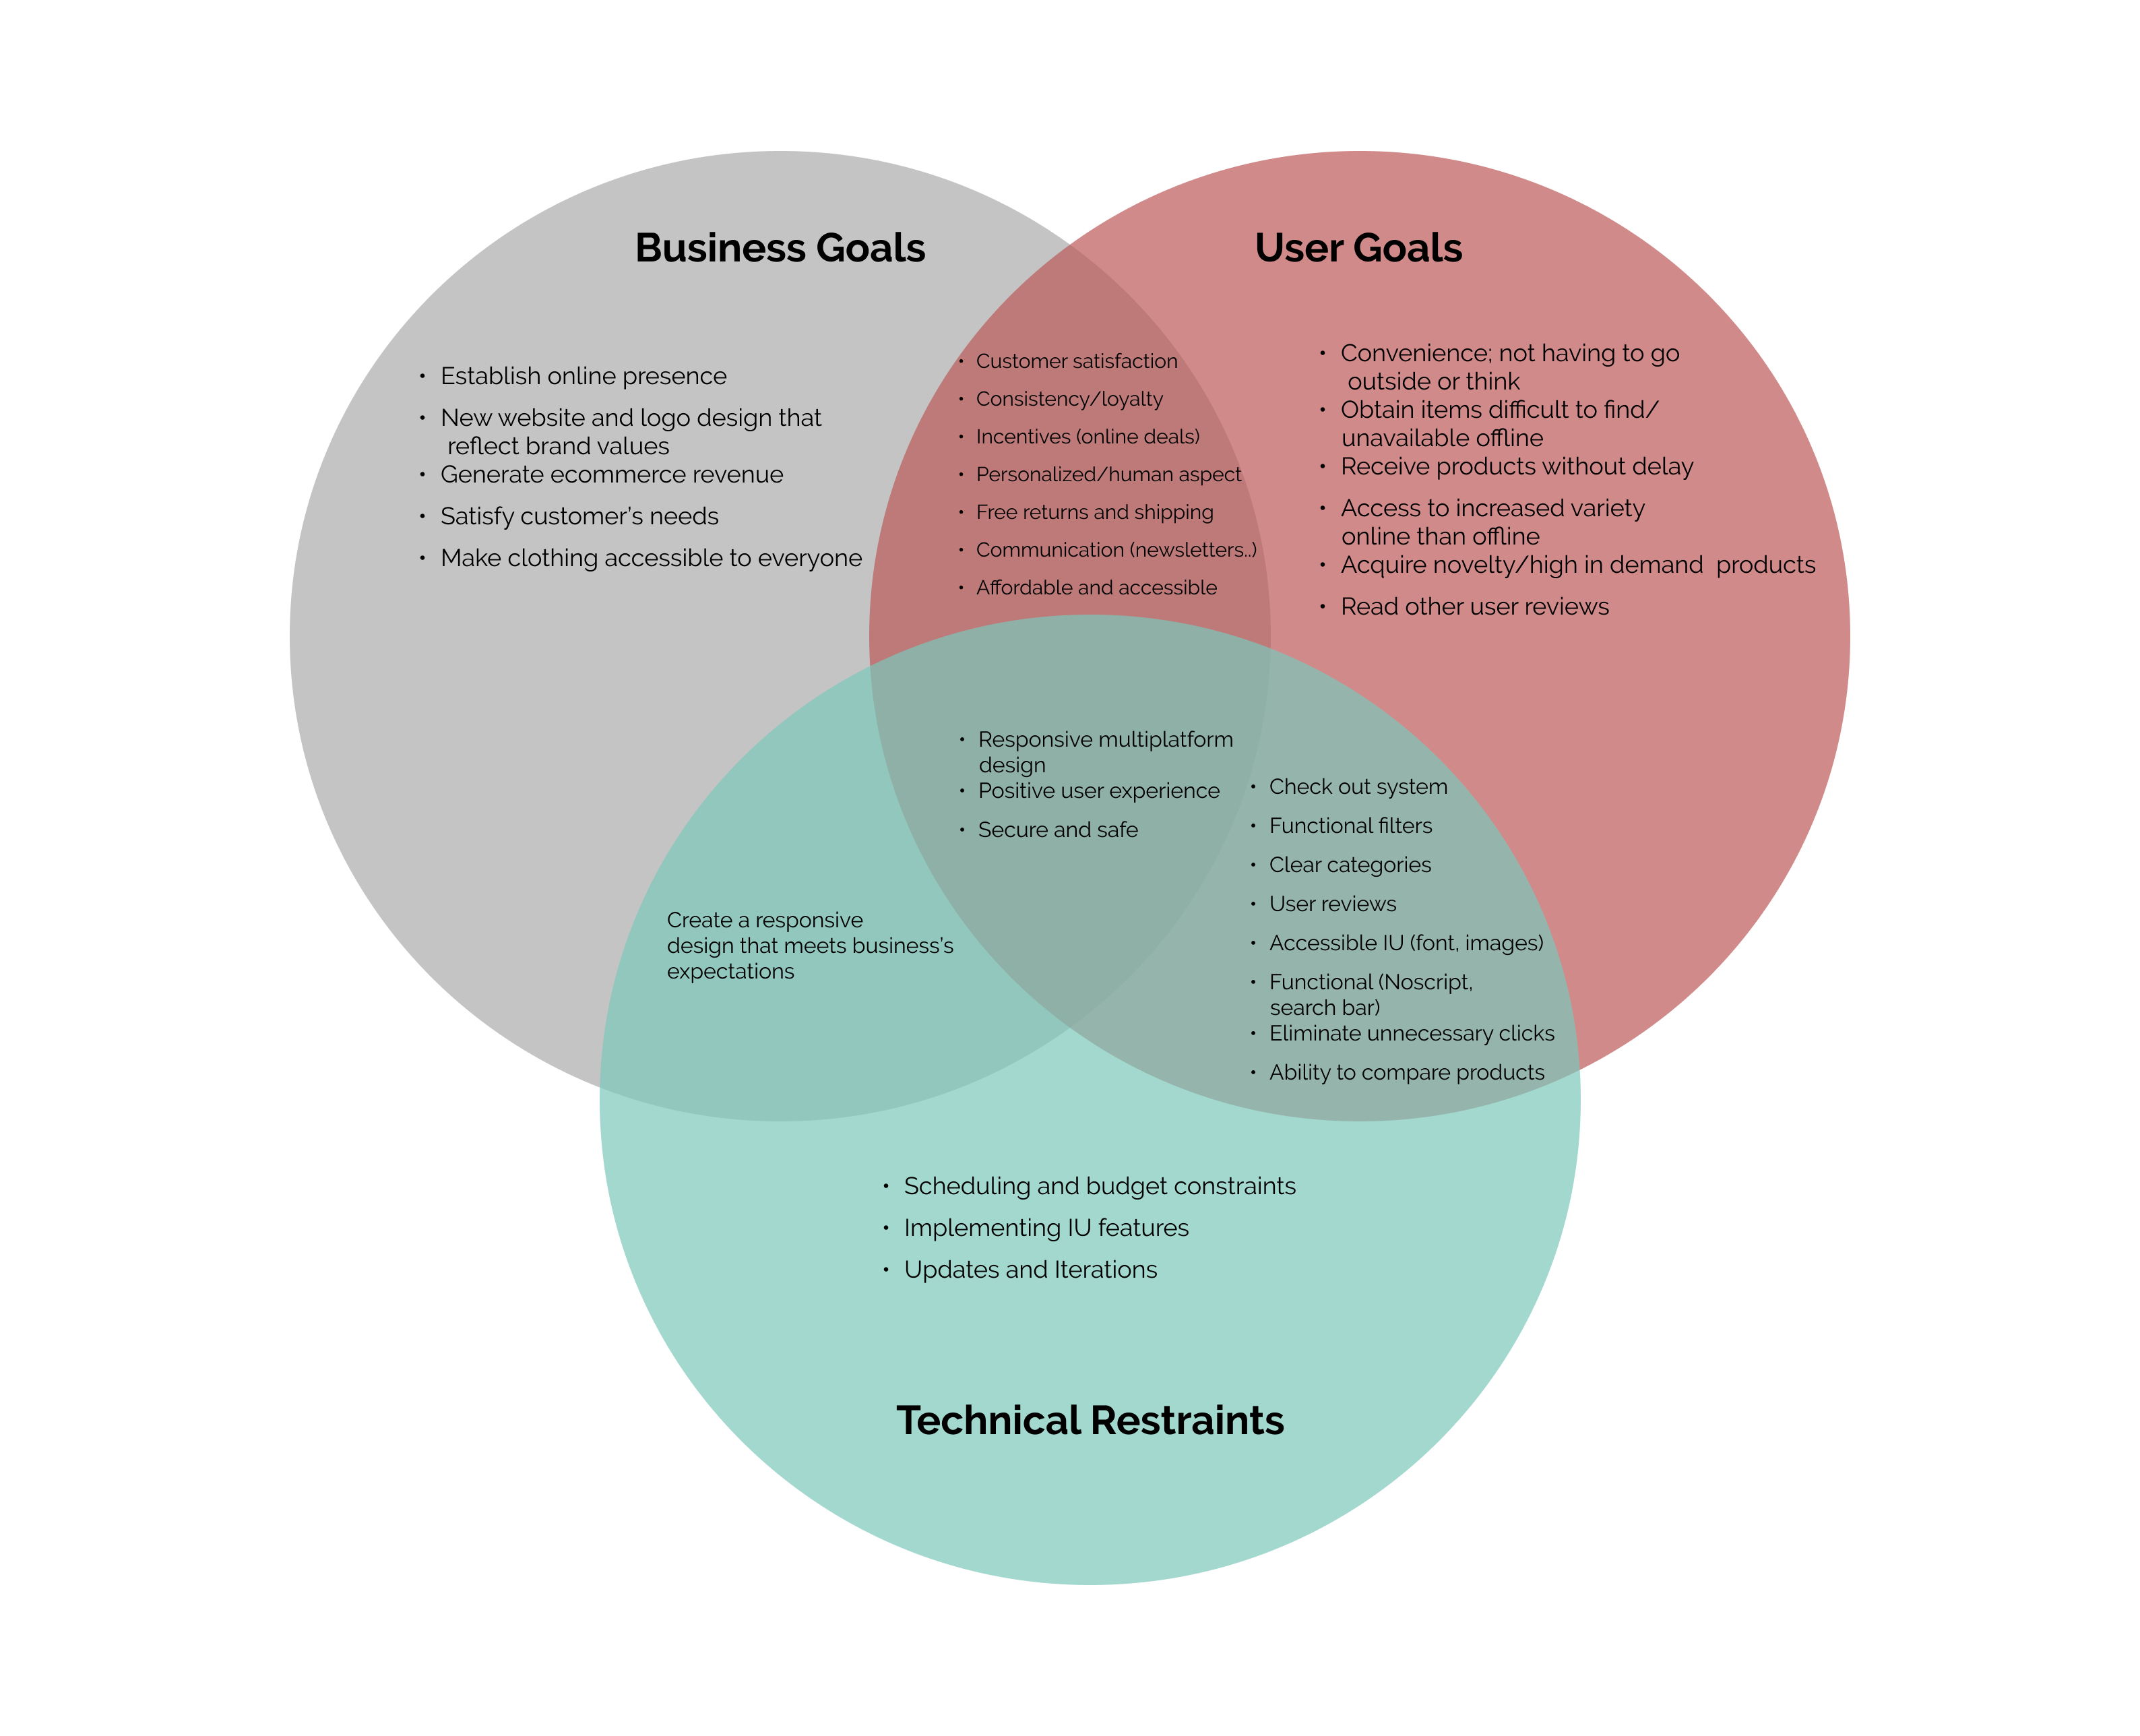 Business Goals
• Establish online presence
• New website and logo design that
reflect brand values
• Generate ecommerce revenue
• Satisfy customer's needs
• Make clothing accessible to everyone
• Customer satisfaction
• Consistency/loyalty
• Incentives (online deals)
• Personalized/human aspect
• Free returns and shipping
• Communication (newsletters..)
• Affordable and accessible
User Goals
• Convenience; not having to go
outside or think
• Obtain items difficult to find/
unavailable offline
• Receive products without delay
• Access to increased variety
online than offline
• Acquire novelty/high in demand  products
• Read other user reviews
• Responsive multiplatform
design
• Positive user experience
• Secure and safe
• Check out system
• Functional filters
• Clear categories
• User reviews
• Accessible IU (font, images)
• Functional (Noscript,
search bar)
• Eliminate unnecessary clicks
• Ability to compare products
Create a responsive
design that meets business's
expectations
• Scheduling and budget constraints
• Implementing IU features
• Updates and Iterations
Technical Restraints